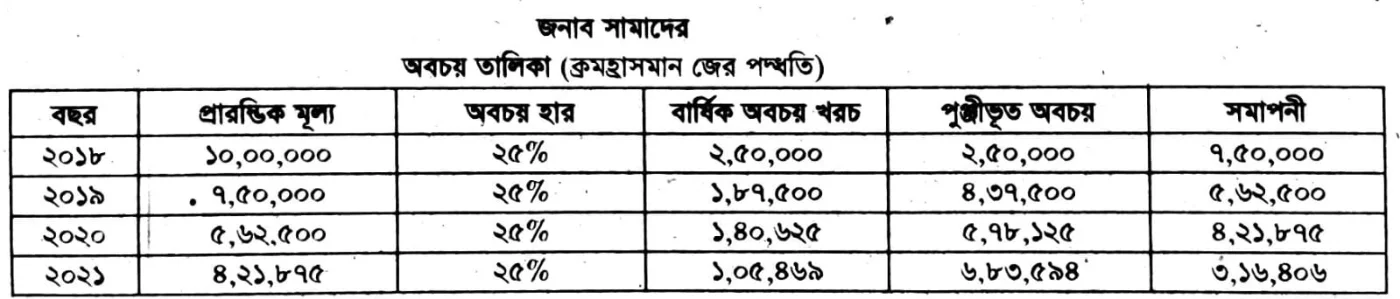 জনাব সামাদের
অবচয় তালিকা (ক্রমহ্রাসমান জের পদ্ধতি)
বছর প্রারম্ভিক মূল্য অবচয় হার বার্ষিক অবচয় খরচ পুঞ্জীভূত অবচয় সমাপনী
২০১৮ ১০,০০,০০০ ২৫% ২,৫০,০০০ ২,৫০,০০০ ৭,৫০,০০০
২০১৯ ৭,৫০,০০০ ২৫% ১,৮৭,৫০০ ৪,৩৭,৫০০ ৫,৬২,৫০০
২০২০ ৫,৬২,৫০০ ২৫% ১,৪০,৬২৫ ৫,৭৮,১২৫ ৪,২১,৮৭৫
২০২১ ৪,২১,৮৭৫ ২৫% ১,০৫,৪৬৯ ৬,৮৩,৫৯৪ ৩,১৬,৪০৬